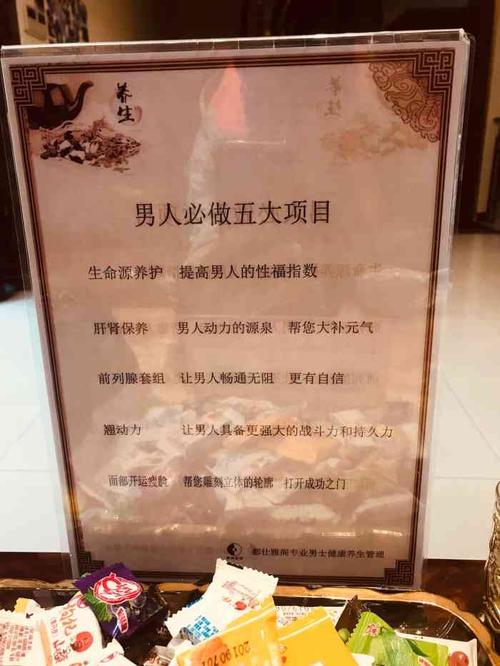 养生
男人必做五大项目
生命源养护 提高男人的性福指数
肝肾保养 男人动力的源泉 帮您大补元气
前列腺套组 让男人畅通无阻 更有自信
翘动力 让男人具备更强大的战斗力和持久力
面部开运瘦脸 帮您雕刻立体的轮廓 打开成功之门
都仕雅阁专业男士健康养生管理